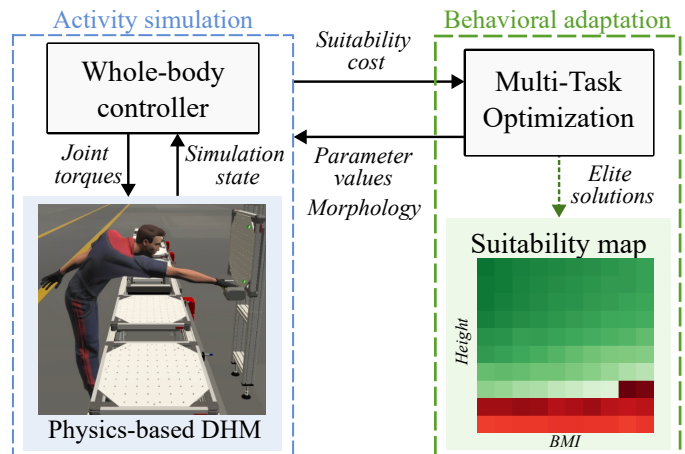 Activity simulation
Behavioral adaptation
Whole-body
controller
Suitability
cost
Multi-Task
Optimization
Joint
torques
Simulation
state
Parameter
values
Morphology
Elite
solutions
Suitability map
Height
BMI
Physics-based DHM